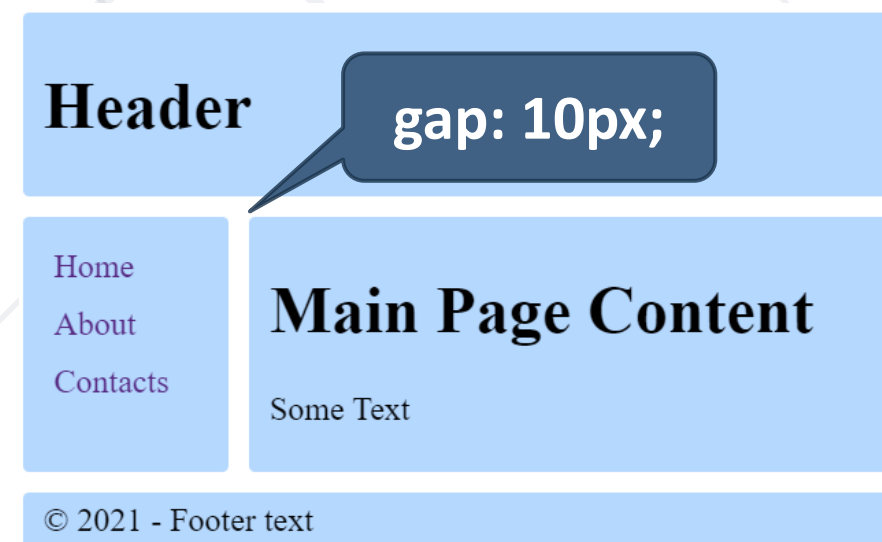 Header
gap: 10px;
Home
About
Contacts
Main Page Content
Some Text
© 2021 - Footer text